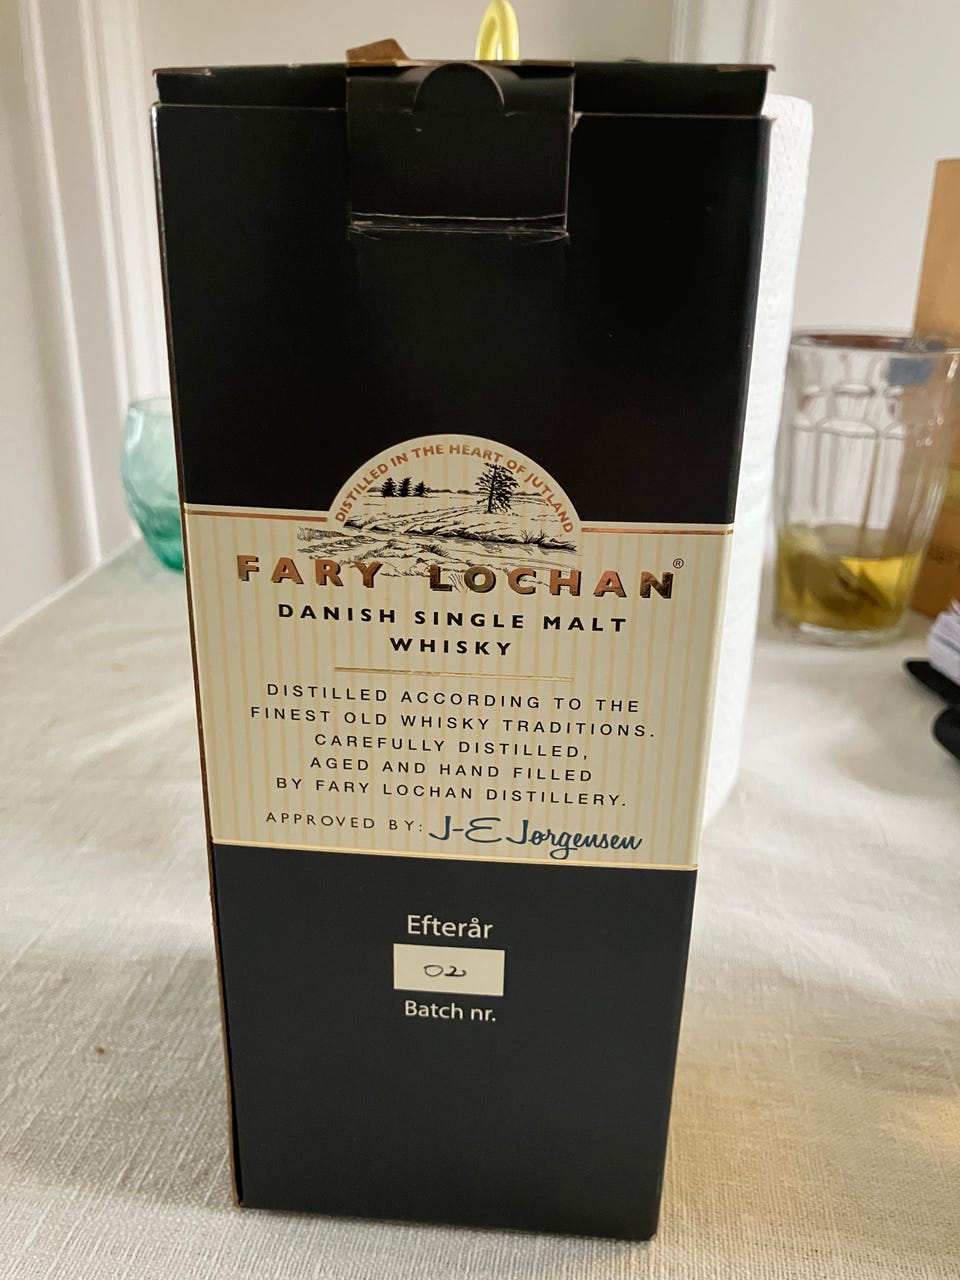 DISTILLED IN THE HEART OF JUTLAND
FARY LOCHAN®
DANISH SINGLE MALT
WHISKY
DISTILLED ACCORDING TO THE
FINEST OLD WHISKY TRADITIONS.
CAREFULLY DISTILLED,
AGED AND HAND FILLED
BY FARY LOCHAN DISTILLERY.
APPROVED BY: J-E Jørgensen
Efterår
02
Batch nr.